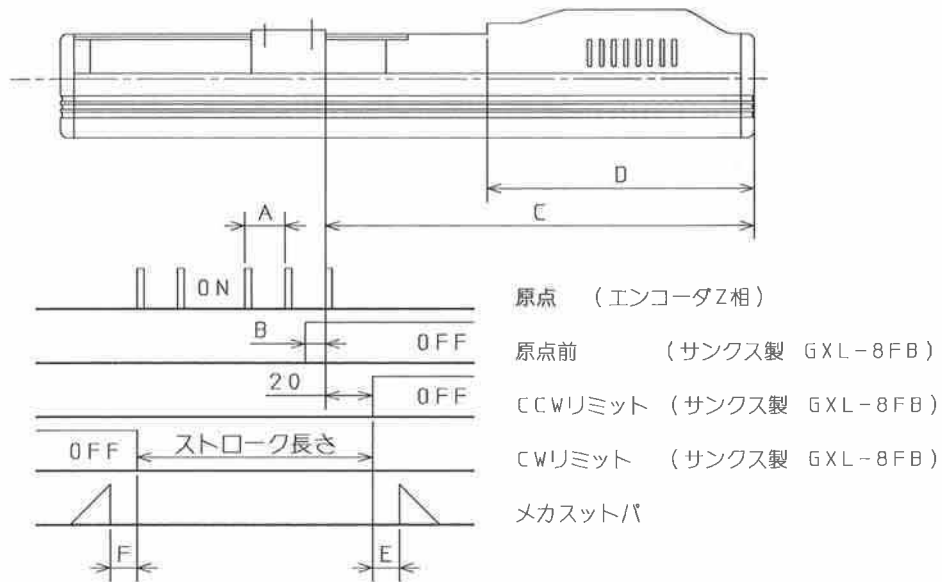 D
C
A
ON
原点 (エンコーダZ相)
B
OFF
原点前 (サンクス製 GXL-8FB)
20
OFF
CCWリミット (サンクス製 GXL-8FB)
OFF
ストローク長さ
CWリミット (サンクス製 GXL-8FB)
メカスットパ
F
E